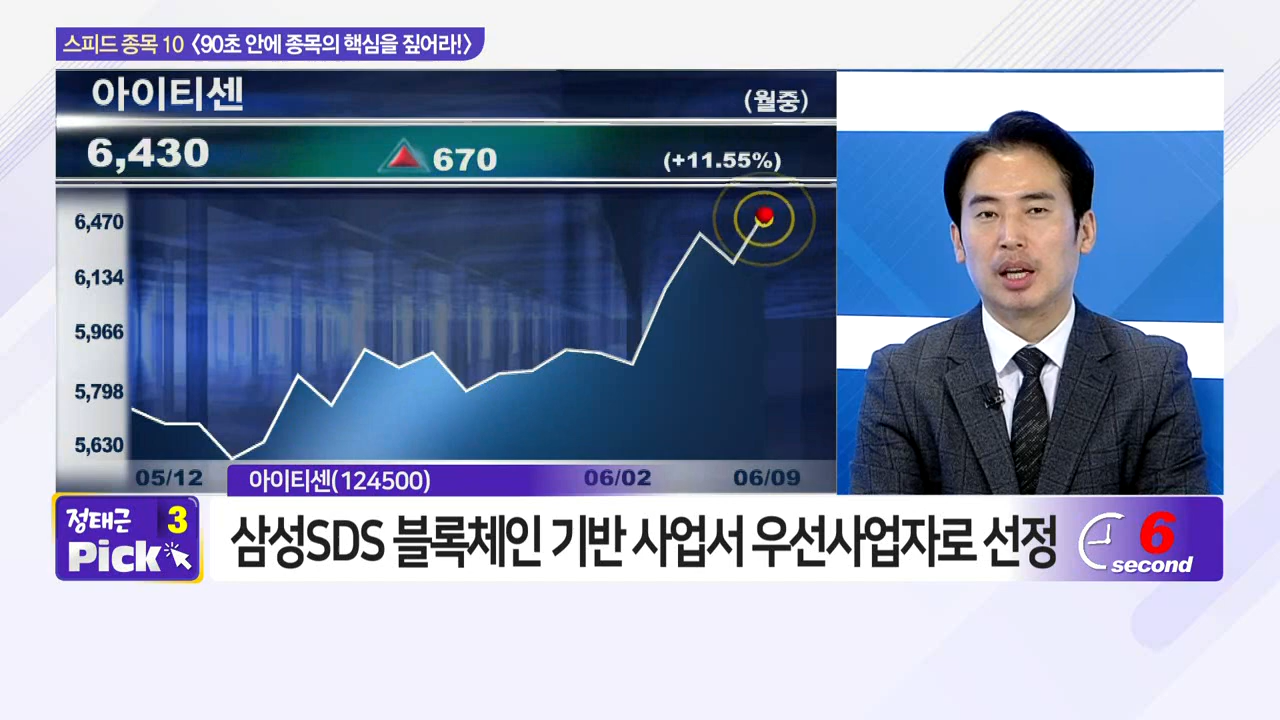 스피드 종목 10 〈90초 안에 종목의 핵심을 짚어라!〉
아이티센
(월중)
6,430
▲ 670
(+11.55%)
6,470
6,134
5,966
5,798
5,630
05/12
06/02
06/09
아이티센(124500)
정태근 3
Pick
삼성SDS 블록체인 기반 사업서 우선사업자로 선정
6
second